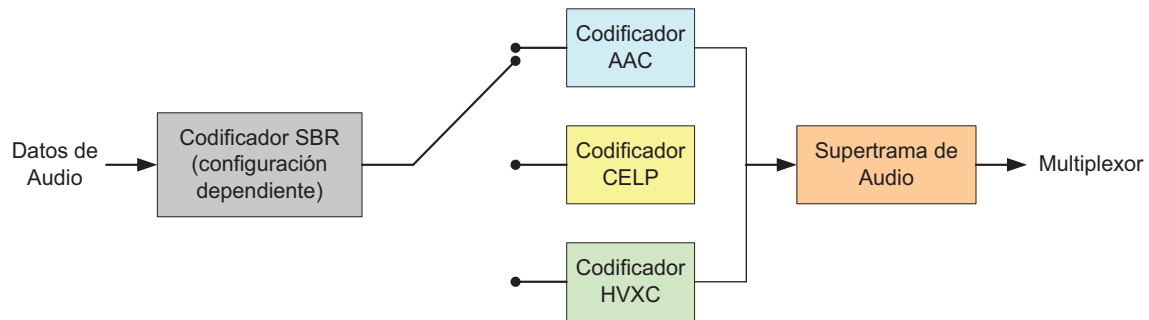 Datos de
Audio
Codificador SBR
(configuración
dependiente)
Codificador
AAC
Codificador
CELP
Codificador
HVXC
Supertrama de
Audio
Multiplexor